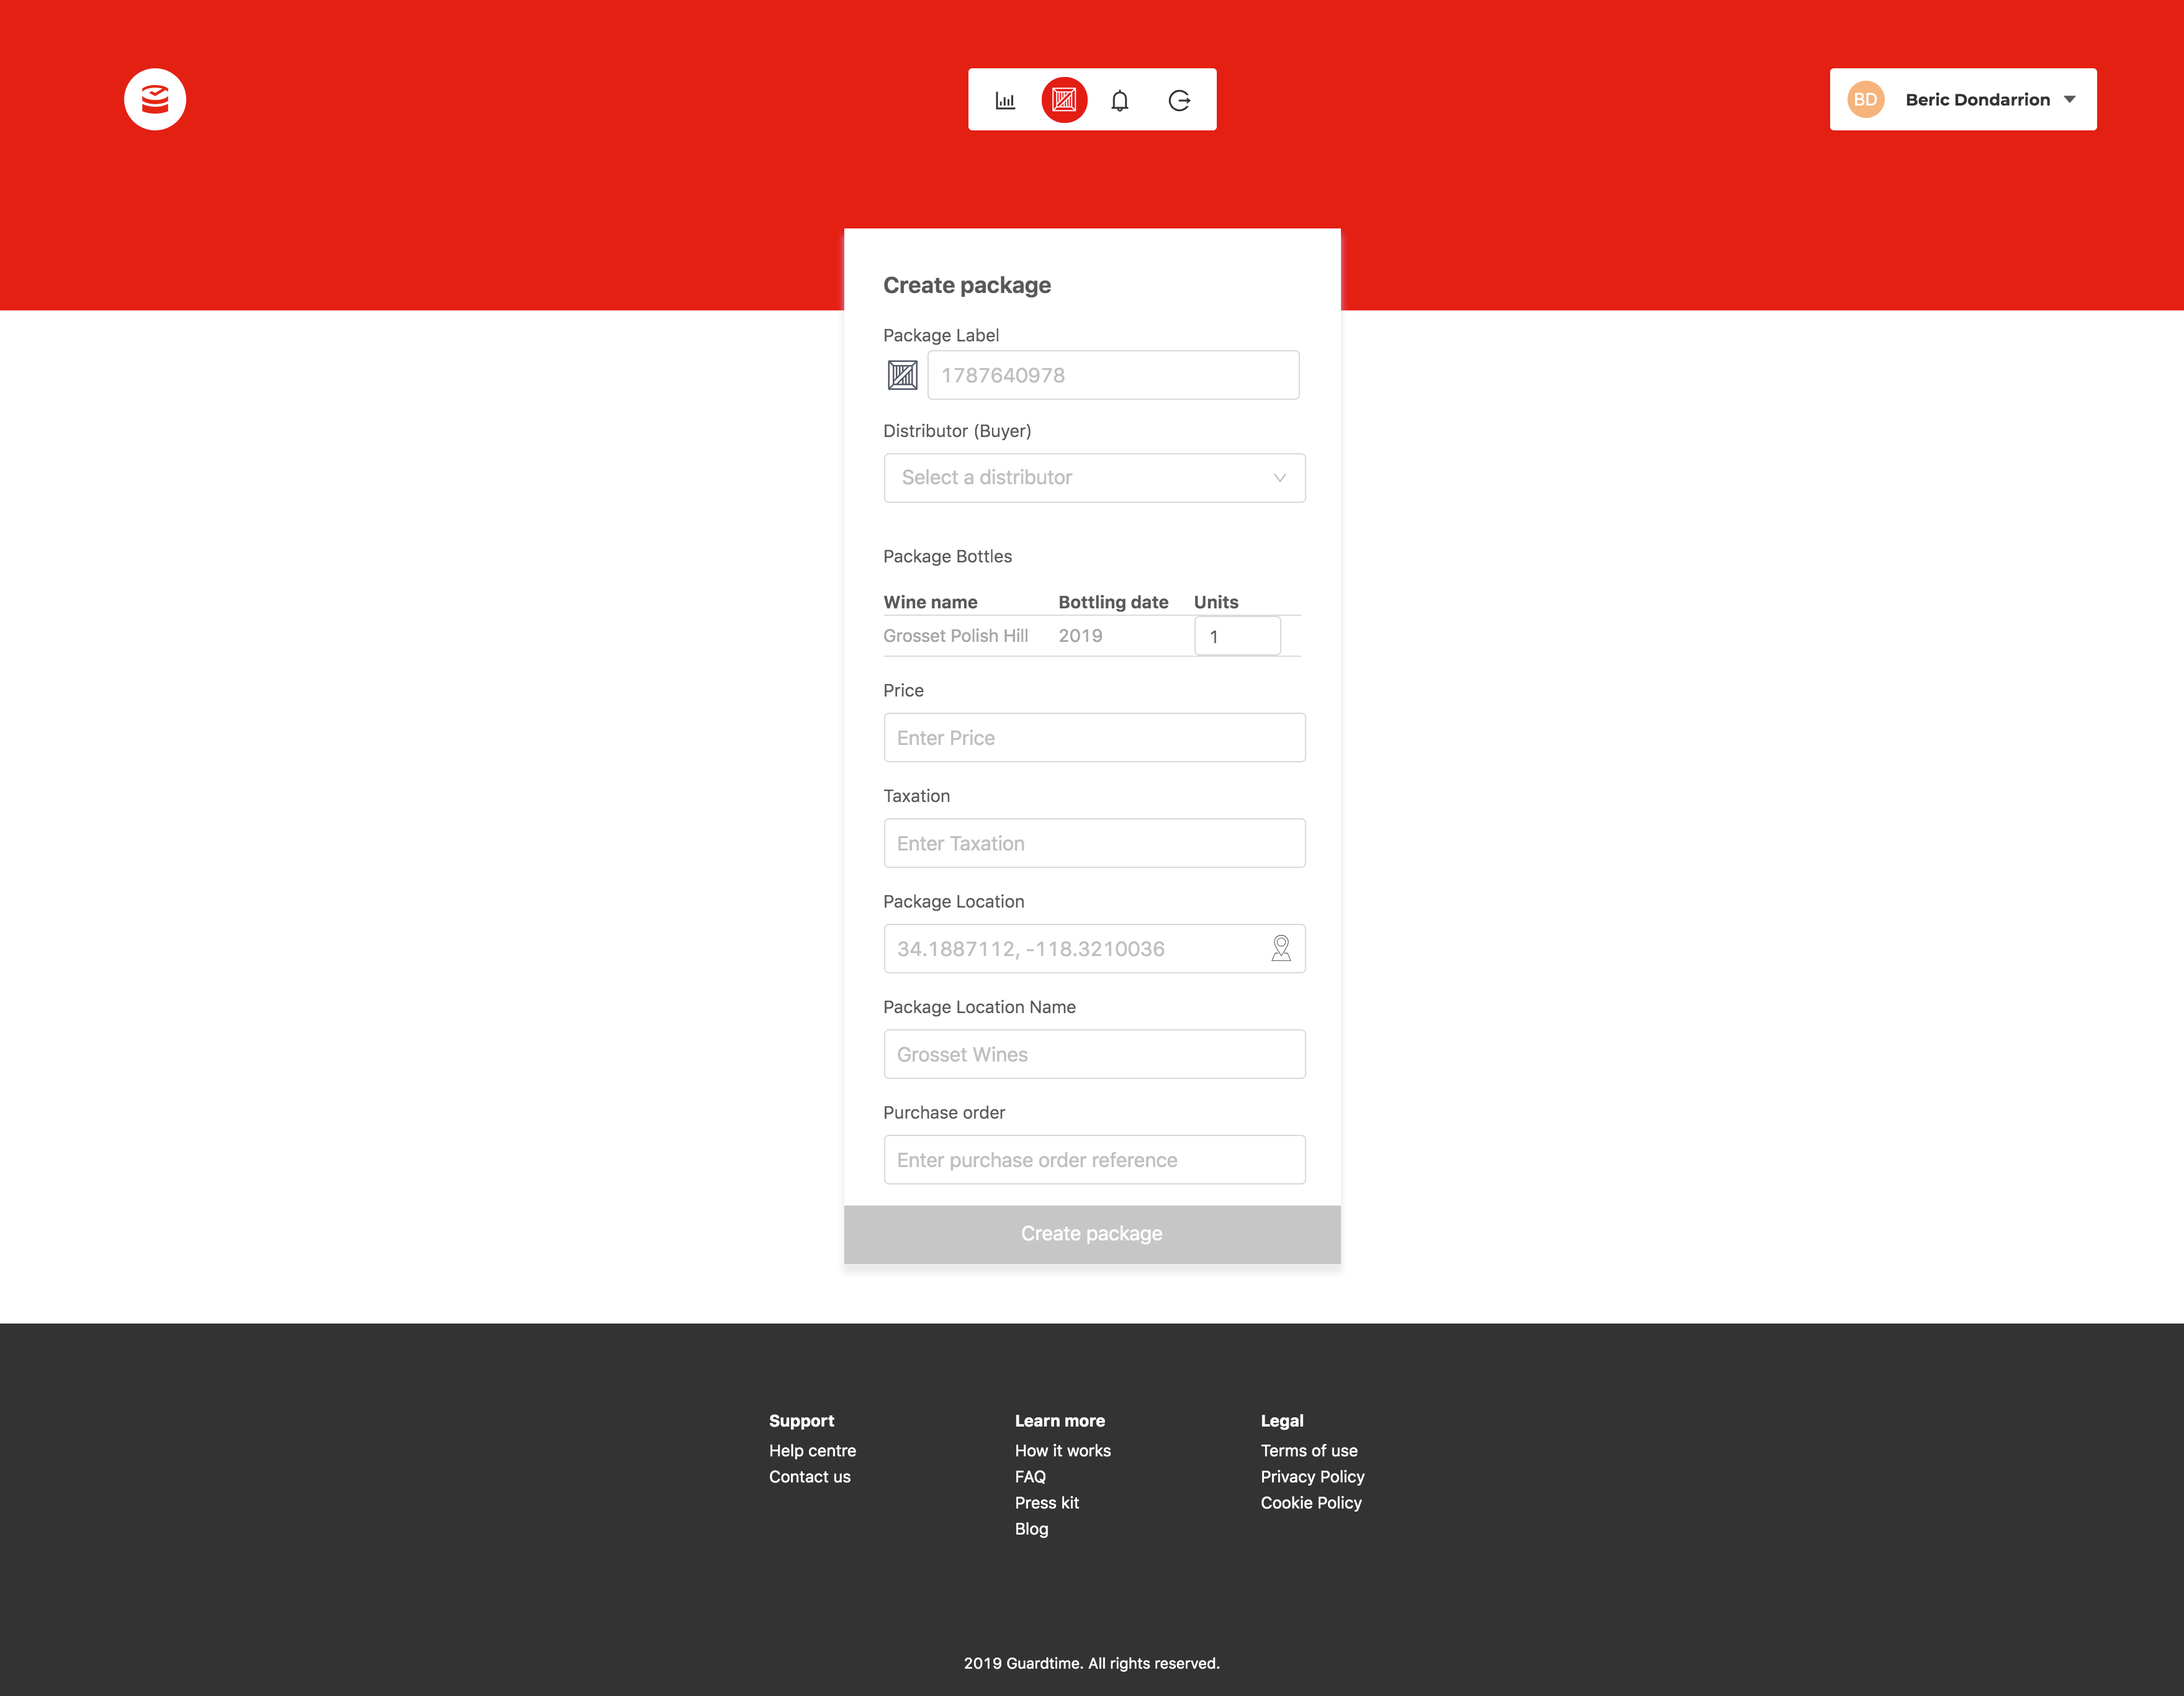 BD Beric Dondarrion
Create package
Package Label
1787640978
Distributor (Buyer)
Select a distributor
Package Bottles
Wine name Bottling date Units
Grosset Polish Hill 2019 1
Price
Enter Price
Taxation
Enter Taxation
Package Location
34.1887112, -118.3210036
Package Location Name
Grosset Wines
Purchase order
Enter purchase order reference
Create package
Support
Help centre
Contact us
Learn more
How it works
FAQ
Press kit
Blog
Legal
Terms of use
Privacy Policy
Cookie Policy
2019 Guardtime. All rights reserved.